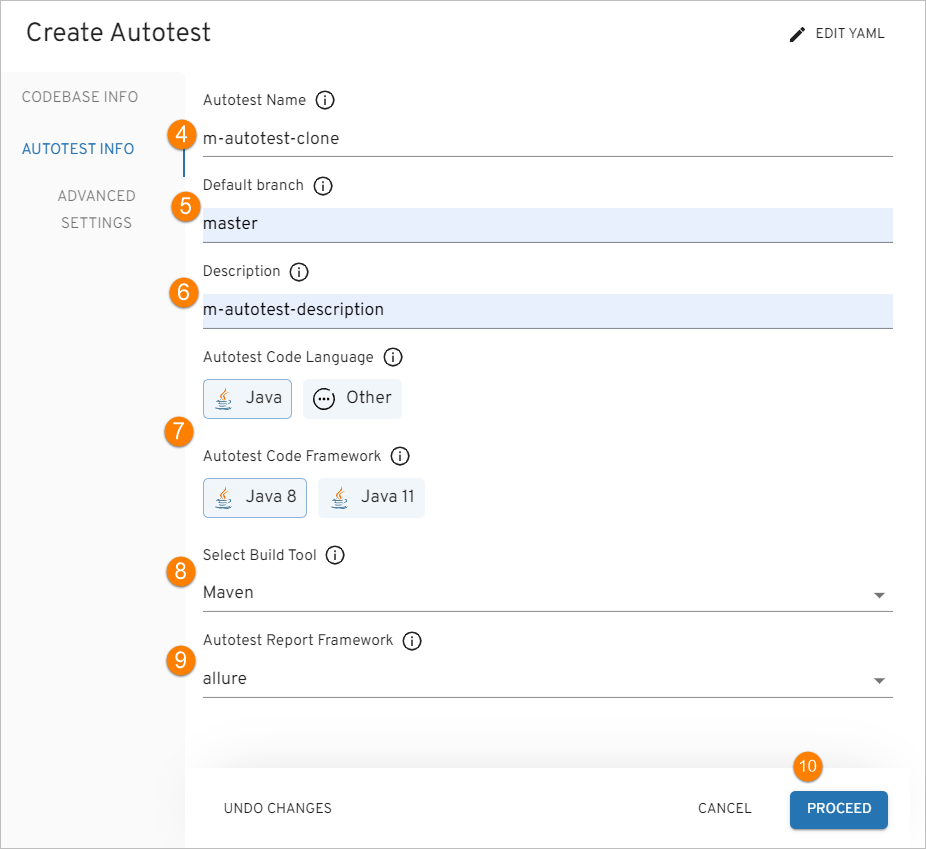 Create Autotest
EDIT YAML
CODEBASE INFO
AUTOTEST INFO
ADVANCED
SETTINGS
Autotest Name
4
m-autotest-clone
Default branch
5
master
Description
6
m-autotest-description
Autotest Code Language
Java
Other
7
Autotest Code Framework
Java 8
Java 11
Select Build Tool
8
Maven
Autotest Report Framework
9
allure
10
UNDO CHANGES
CANCEL
PROCEED